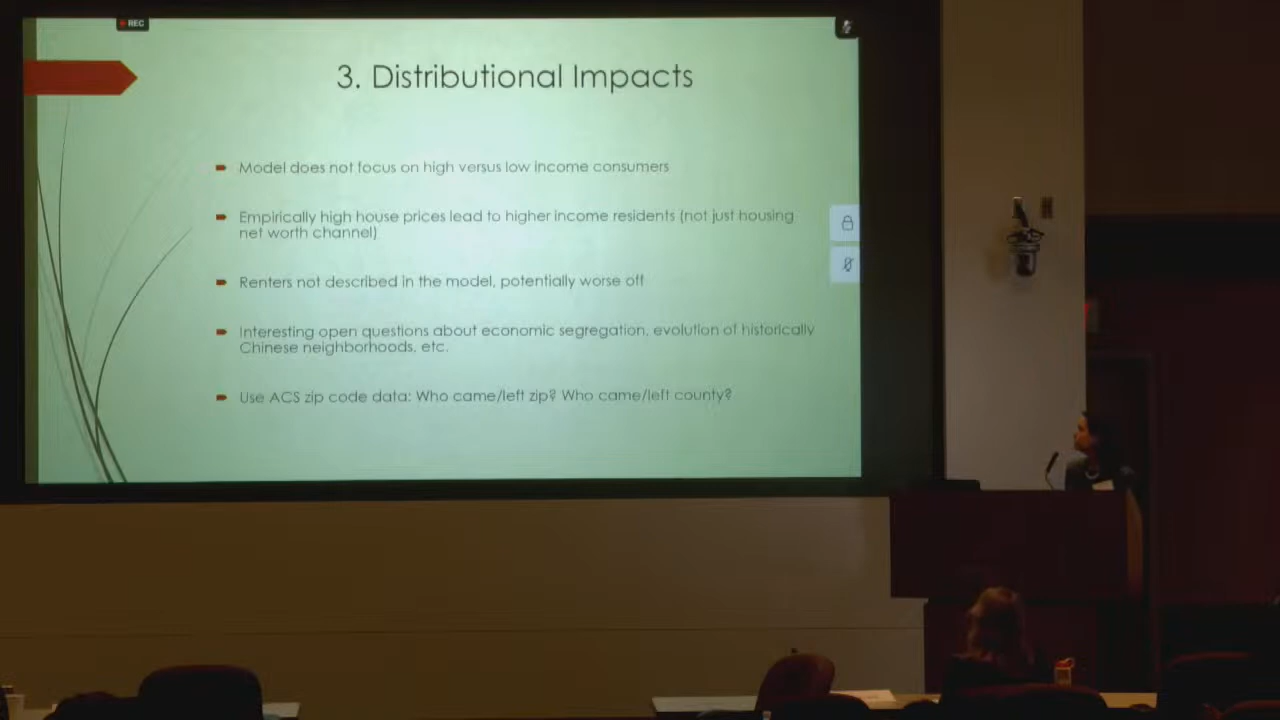 REC
3. Distributional Impacts
Model does not focus on high versus low income consumers
Empirically high house prices lead to higher income residents (not just housing
net worth channel)
Renters not described in the model, potentially worse off
Interesting open questions about economic segregation, evolution of historically
Chinese neighborhoods, etc.
Use ACS zip code data: Who came/left zip? Who came/left county?